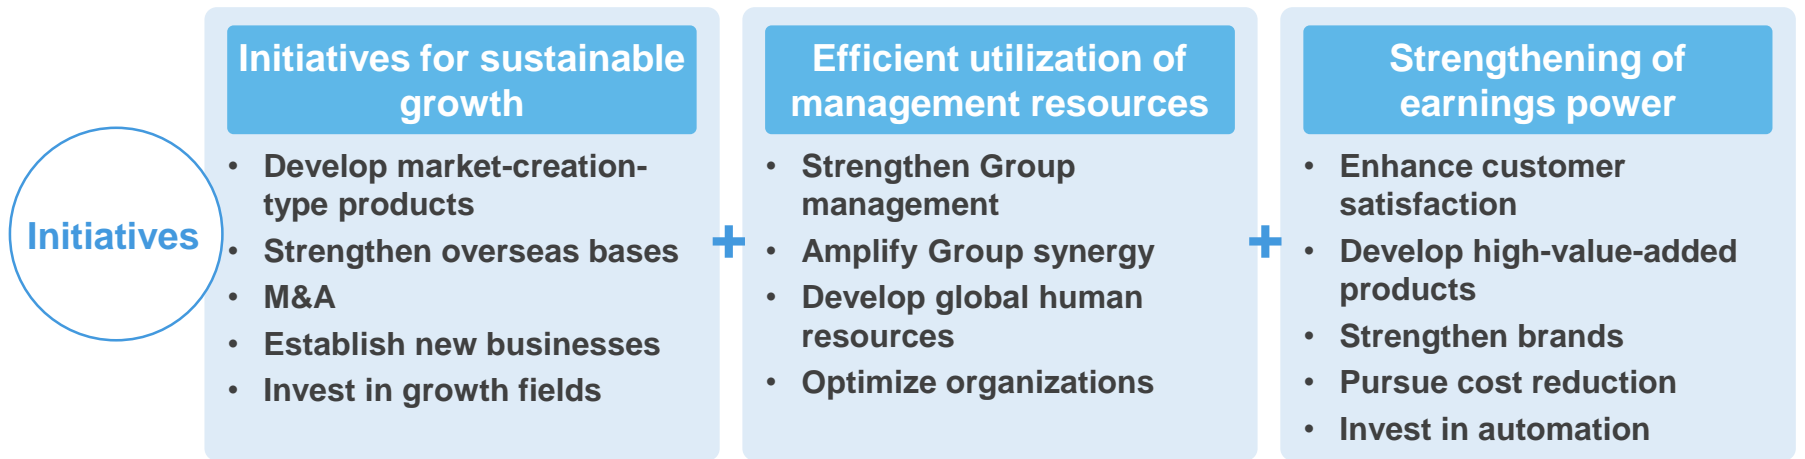 Initiatives
Initiatives for sustainable
growth
• Develop market-creation-
type products
• Strengthen overseas bases
• M&A
• Establish new businesses
• Invest in growth fields
+
Efficient utilization of
management resources
• Strengthen Group
management
• Amplify Group synergy
• Develop global human
resources
• Optimize organizations
+
Strengthening of
earnings power
• Enhance customer
satisfaction
• Develop high-value-added
products
• Strengthen brands
• Pursue cost reduction
• Invest in automation